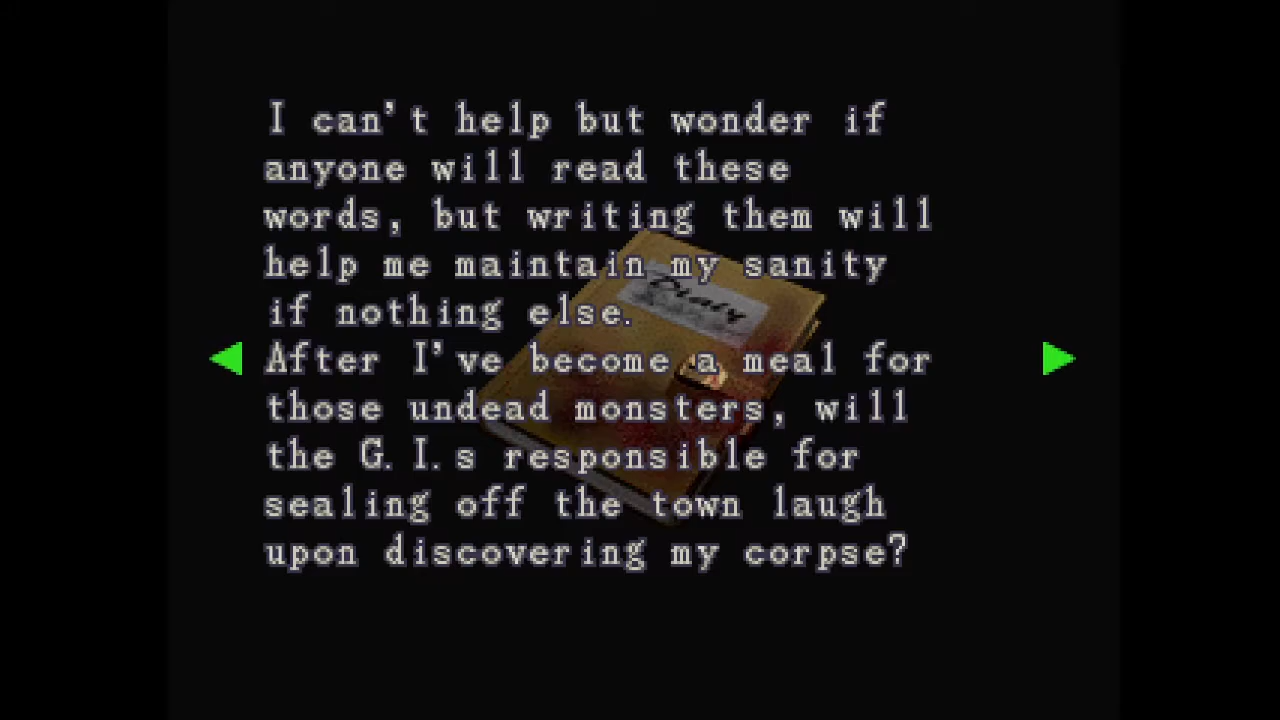 I can't help but wonder if
anyone will read these
words, but writing them will
help me maintain my sanity
if nothing else.
After I've become a meal for
those undead monsters, will
the G.I.s responsible for
sealing off the town laugh
upon discovering my corpse?
Diary